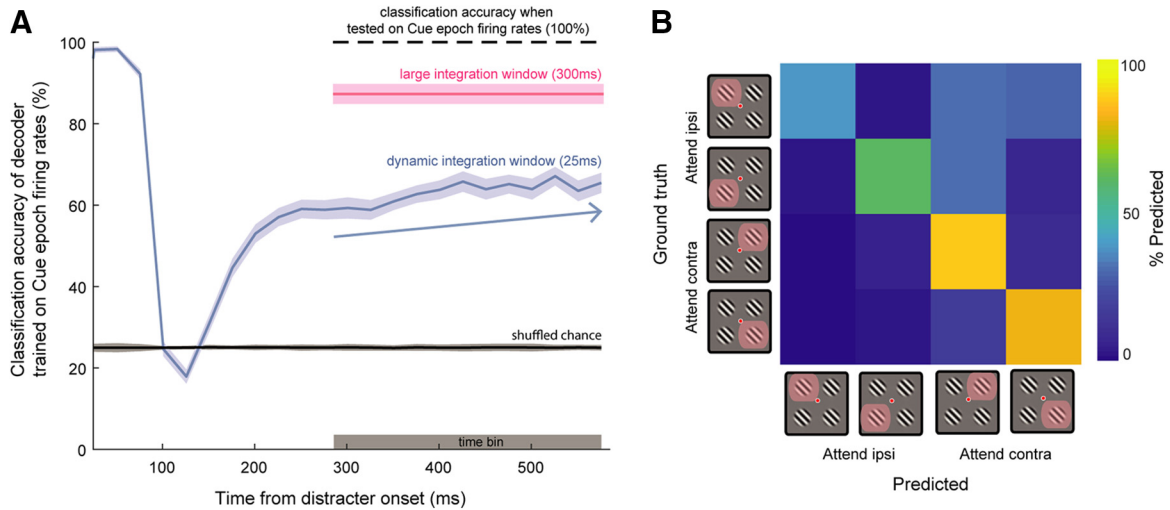 A
classification accuracy when
tested on Cue epoch firing rates (100%)
large integration window (300ms)
dynamic integration window (25ms)
shuffled chance
time bin
Classification accuracy of decoder
trained on Cue epoch firing rates (%)
100
80
60
40
20
0
100
200
300
400
500
Time from distracter onset (ms)
B
Ground truth
Attend ipsi
Attend contra
100
50
0
% Predicted
Attend ipsi
Attend contra
Predicted